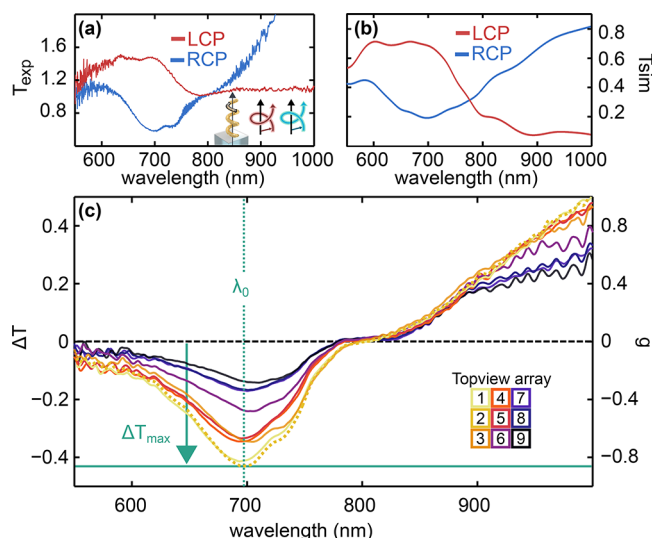 (a)
LCP
RCP
T_exp
1.6
1.2
0.8
600
700
800
900
1000
wavelength (nm)
(b)
LCP
RCP
Tsim
0.8
0.6
0.4
0.2
600
700
800
900
1000
wavelength (nm)
(c)
λ₀
ΔT
0.4
0.2
0
−0.2
−0.4
ΔT_max
g
0.8
0.4
0
−0.4
−0.8
Topview array
1 4 7
2 5 8
3 6 9
600
700
800
900
wavelength (nm)